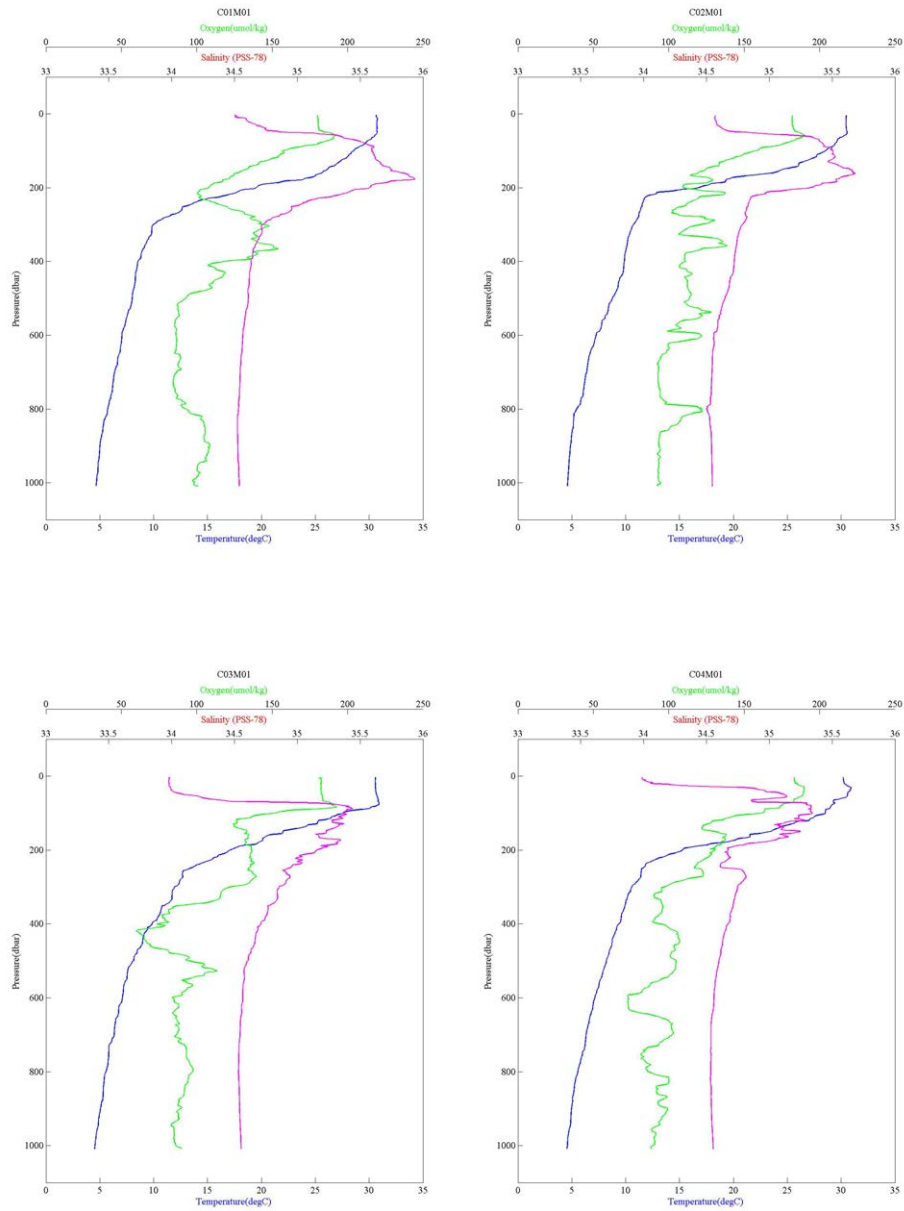 C01M01
Oxygen(umol/kg)
0 50 100 150 200 250
Salinity (PSS-78)
33 33.5 34 34.5 35 35.5 36
0
200
400
600
800
1000
Pressure(dbar)
0 5 10 15 20 25 30 35
Temperature(degC)
C02M01
Oxygen(umol/kg)
0 50 100 150 200 250
Salinity (PSS-78)
33 33.5 34 34.5 35 35.5 36
0
200
400
600
800
1000
Pressure(dbar)
0 5 10 15 20 25 30 35
Temperature(degC)
C03M01
Oxygen(umol/kg)
0 50 100 150 200 250
Salinity (PSS-78)
33 33.5 34 34.5 35 35.5 36
0
200
400
600
800
1000
Pressure(dbar)
0 5 10 15 20 25 30 35
Temperature(degC)
C04M01
Oxygen(umol/kg)
0 50 100 150 200 250
Salinity (PSS-78)
33 33.5 34 34.5 35 35.5 36
0
200
400
600
800
1000
Pressure(dbar)
0 5 10 15 20 25 30 35
Temperature(degC)